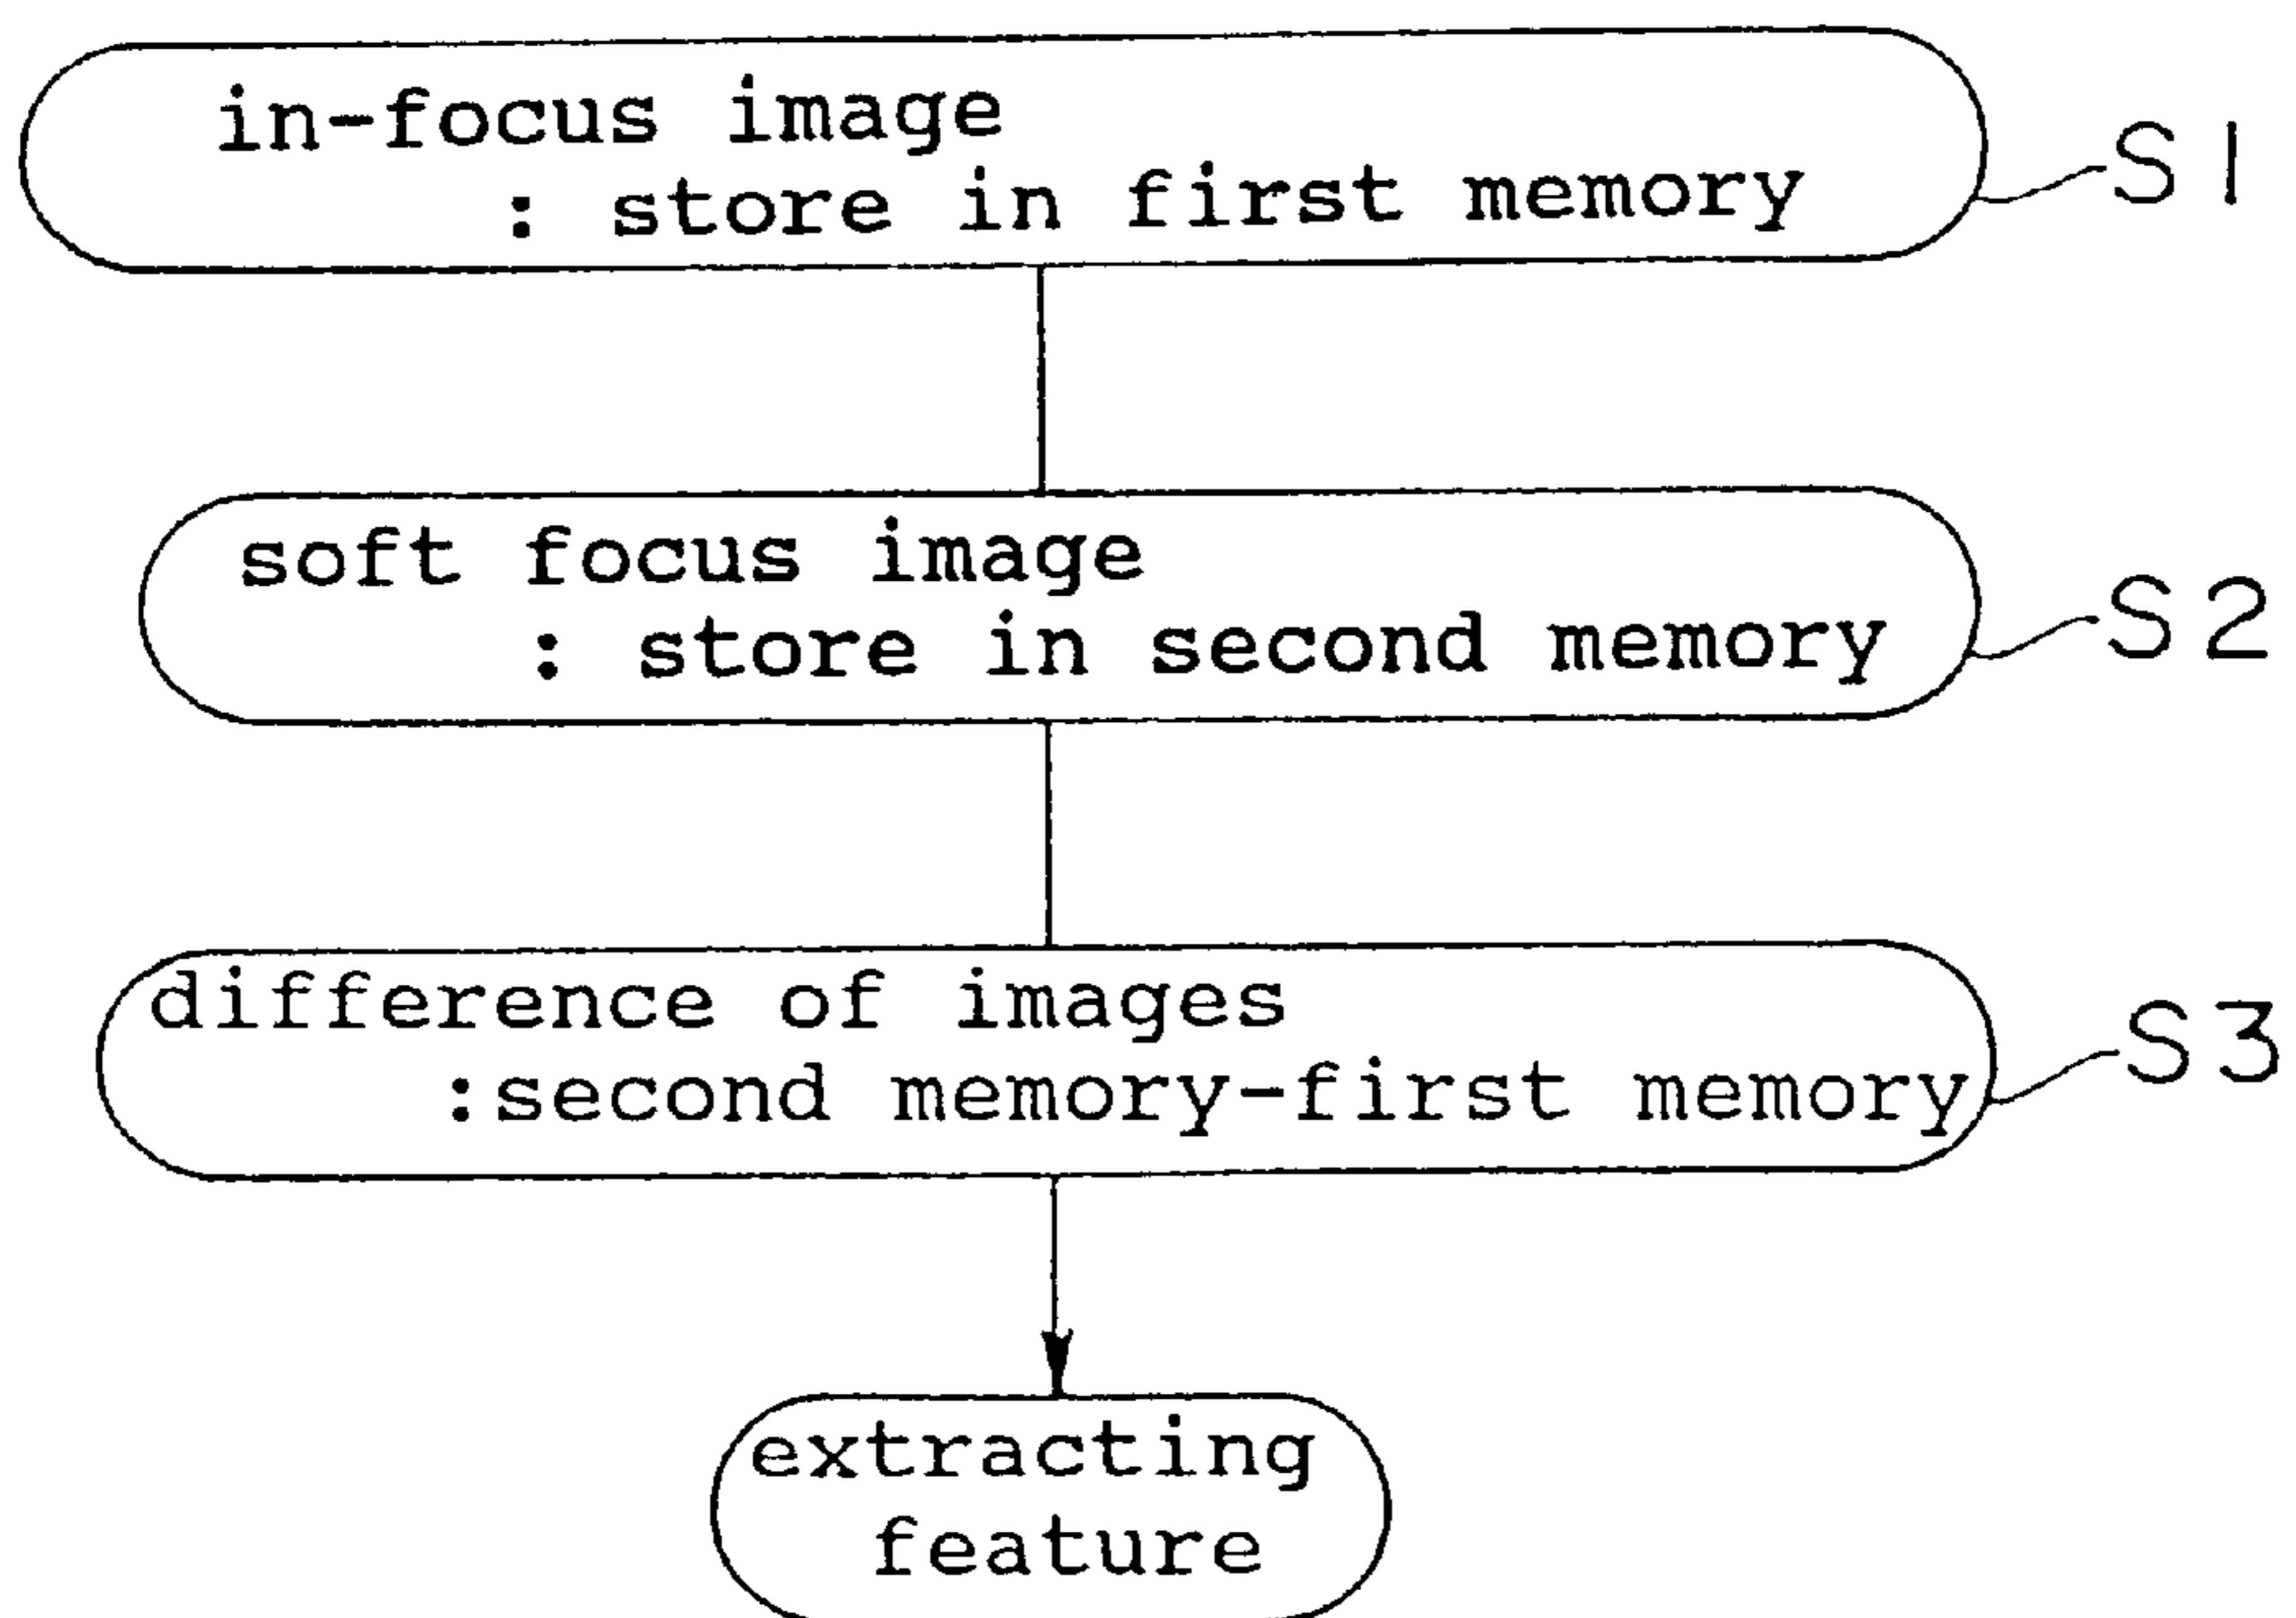 in-focus image
: store in first memory
S1
soft focus image
: store in second memory
S2
difference of images
:second memory-first memory
S3
extracting
feature